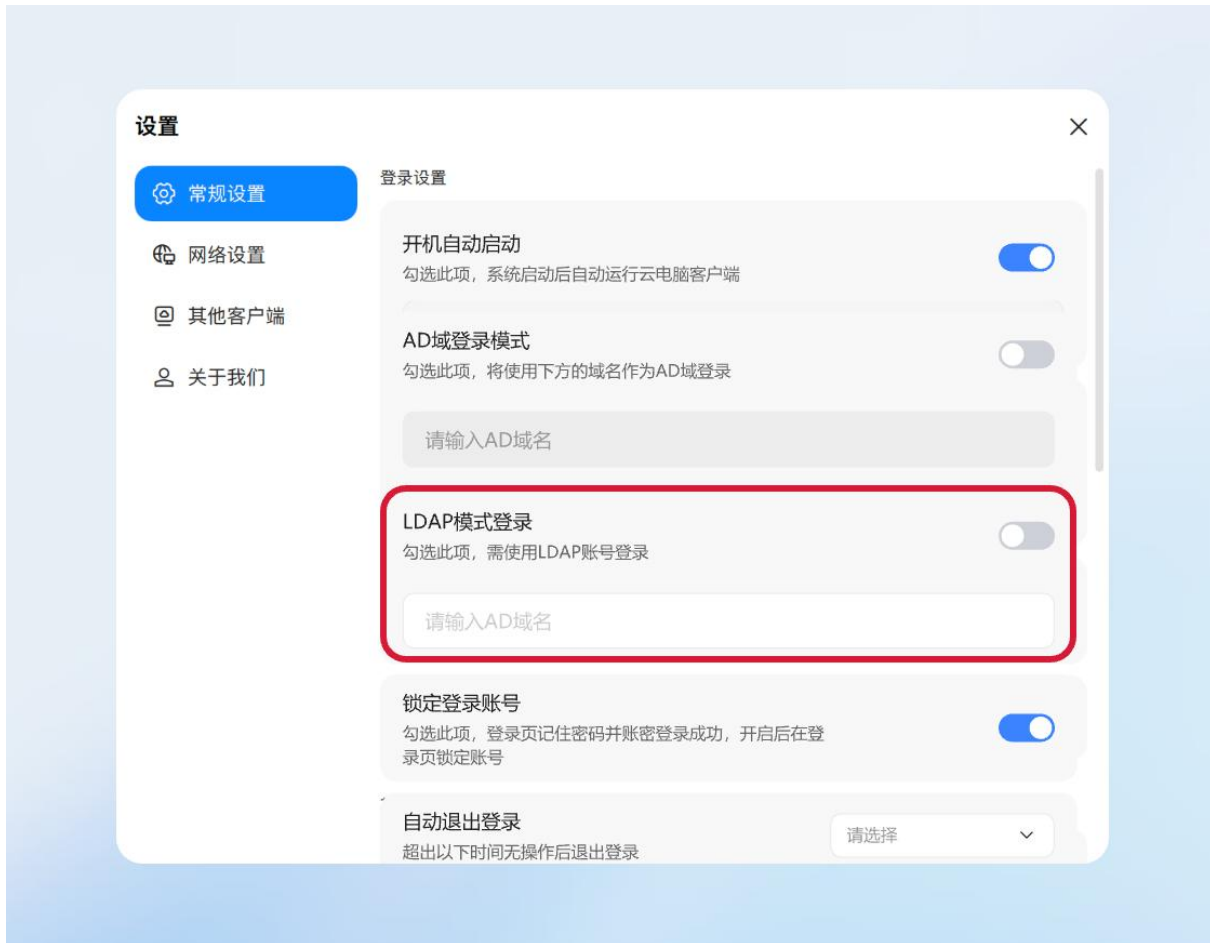 设置
常规设置
网络设置
其他客户端
关于我们
登录设置
开机自动启动
勾选此项，系统启动后自动运行云电脑客户端
AD域登录模式
勾选此项，将使用下方的域名作为AD域登录
请输入AD域名
LDAP模式登录
勾选此项，需使用LDAP账号登录
请输入AD域名
锁定登录账号
勾选此项，登录页记住密码并账密登录成功，开启后在登
录页锁定账号
自动退出登录
请选择
超出以下时间无操作后退出登录